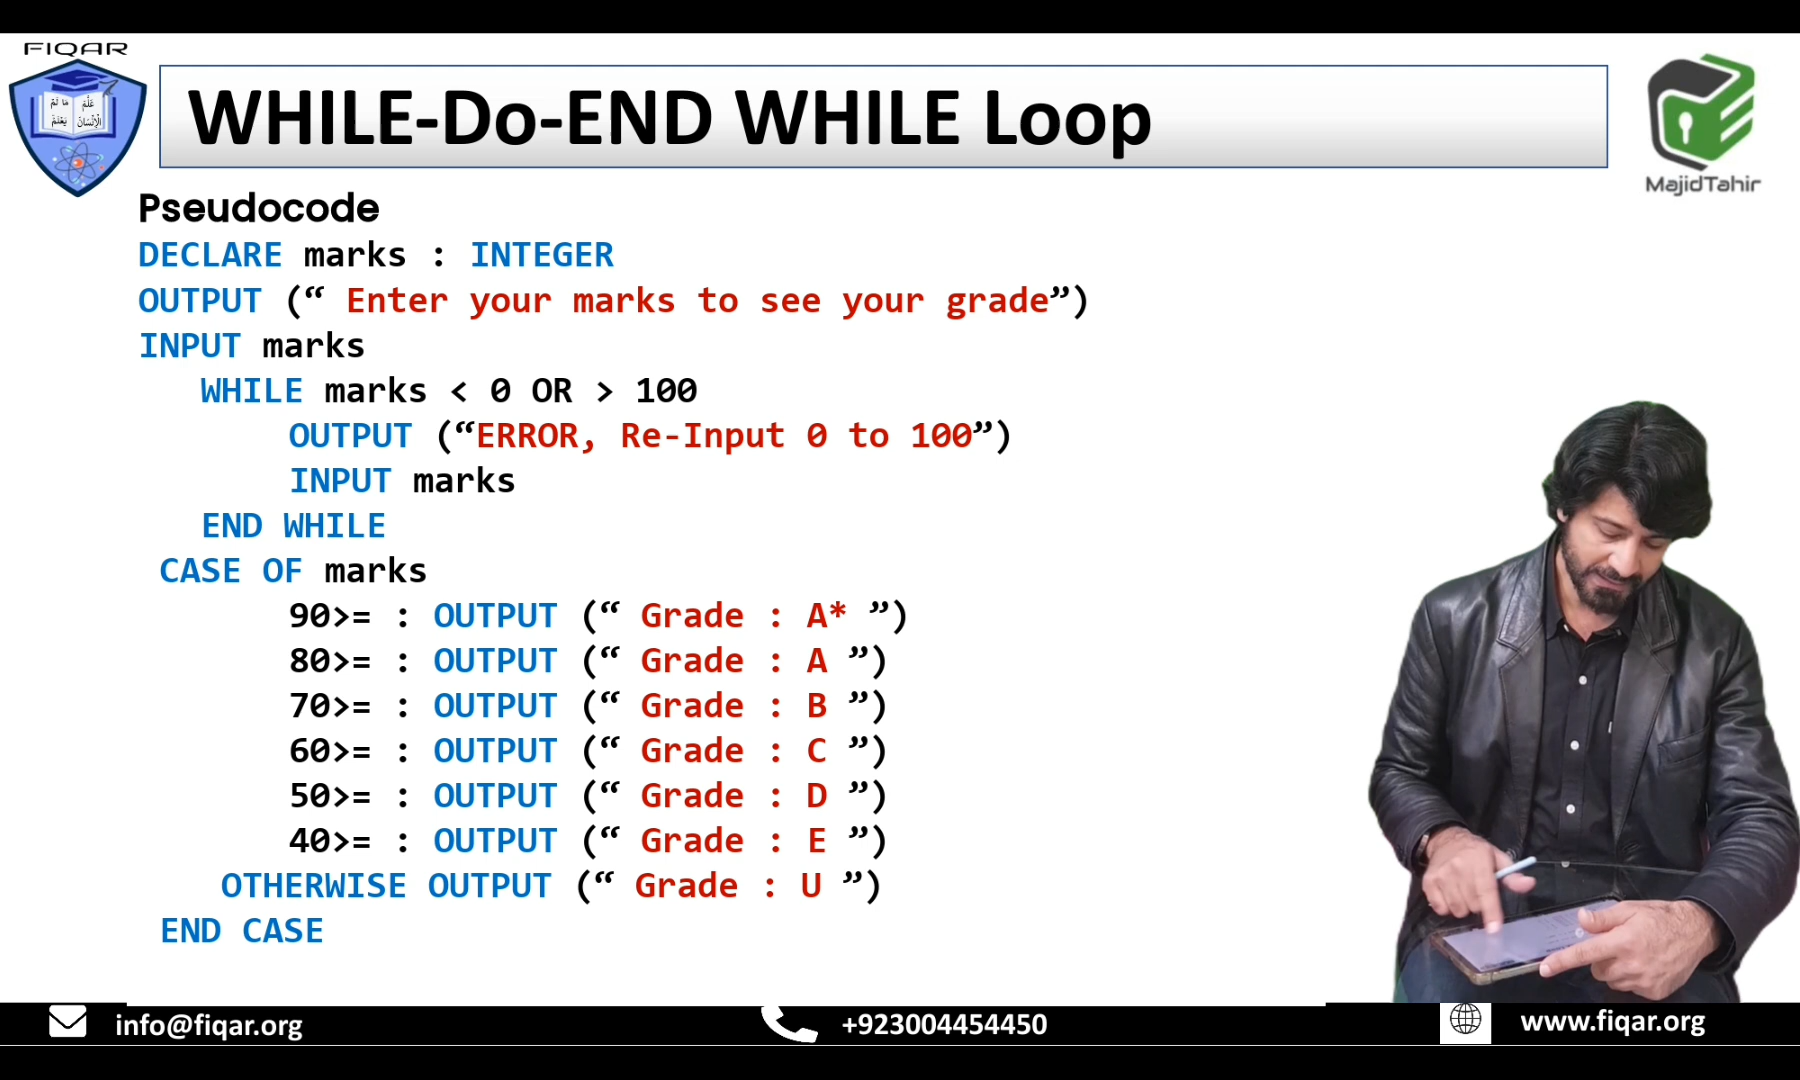 FIQAR
عَلَّمَ
الْإِنْسَانَ
مَا لَمْ
يَعْلَمْ
WHILE-Do-END WHILE Loop
MajidTahir
Pseudocode
DECLARE marks : INTEGER
OUTPUT (“ Enter your marks to see your grade”)
INPUT marks
WHILE marks < 0 OR > 100
OUTPUT (“ERROR, Re-Input 0 to 100”)
INPUT marks
END WHILE
CASE OF marks
90>= : OUTPUT (“ Grade : A* ”)
80>= : OUTPUT (“ Grade : A ”)
70>= : OUTPUT (“ Grade : B ”)
60>= : OUTPUT (“ Grade : C ”)
50>= : OUTPUT (“ Grade : D ”)
40>= : OUTPUT (“ Grade : E ”)
OTHERWISE OUTPUT (“ Grade : U ”)
END CASE
info@fiqar.org
+923004454450
www.fiqar.org